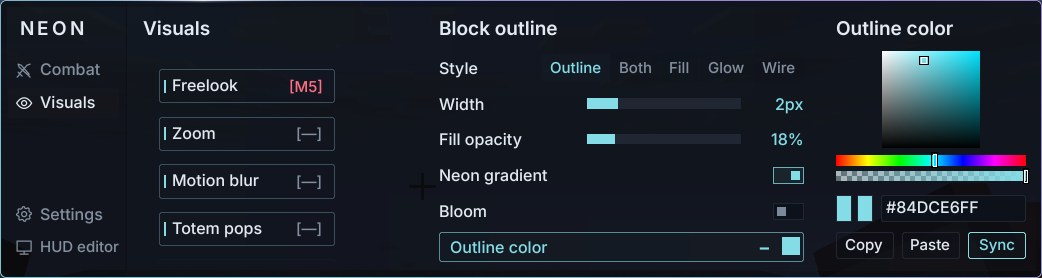 NEON
Combat
Visuals
Settings
HUD editor
Visuals
Freelook [M5]
Zoom [—]
Motion blur [—]
Totem pops [—]
Block outline
Style Outline Both Fill Glow Wire
Width 2px
Fill opacity 18%
Neon gradient
Bloom
Outline color –
Outline color
#84DCE6FF
Copy Paste Sync